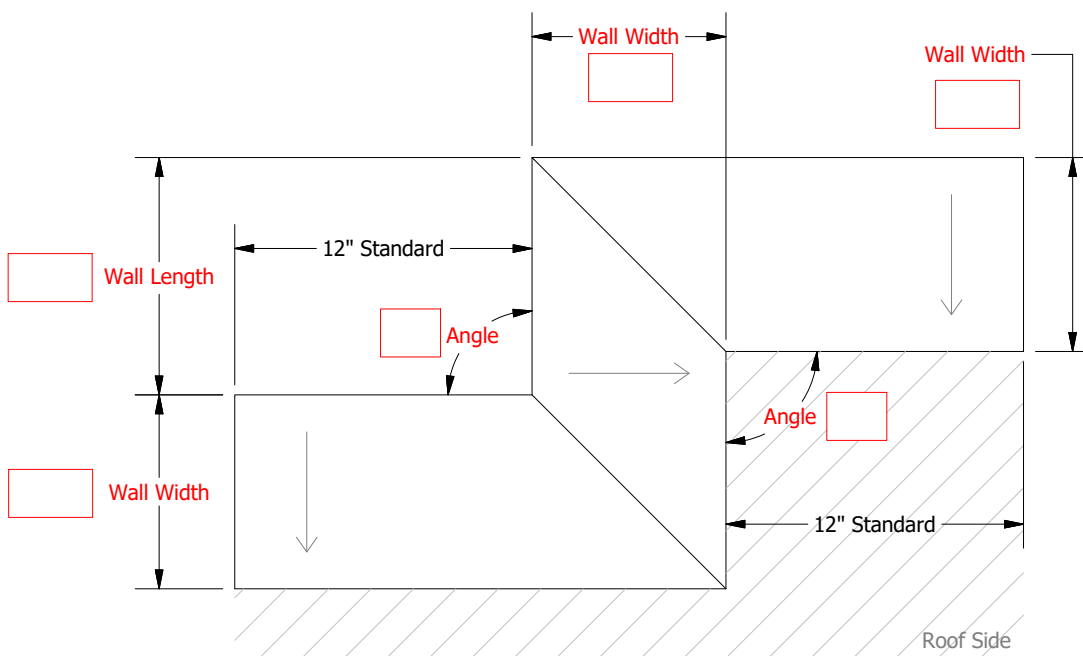 Wall Width
Wall Width
12" Standard
Wall Length
Angle
Angle
Wall Width
12" Standard
Roof Side